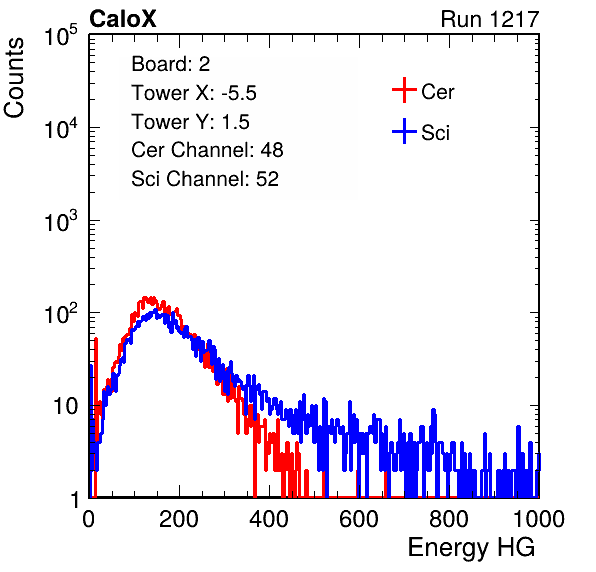 CaloX Run 1217
Counts
10^5
10^4
10^3
10^2
10
1
Board: 2
Tower X: -5.5
Tower Y: 1.5
Cer Channel: 48
Sci Channel: 52
Cer
Sci
0 200 400 600 800 1000
Energy HG